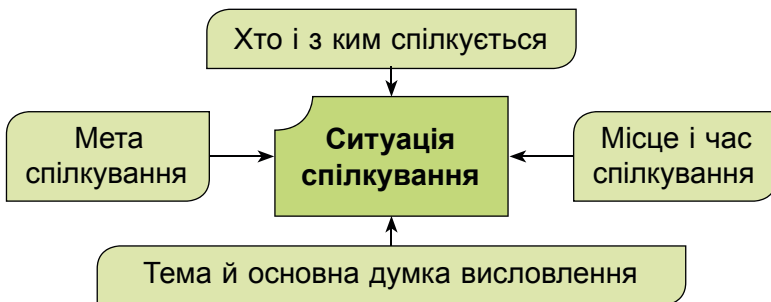 Хто і з ким спілкується
Мета
спілкування
Ситуація
спілкування
Місце і час
спілкування
Тема й основна думка висловлення